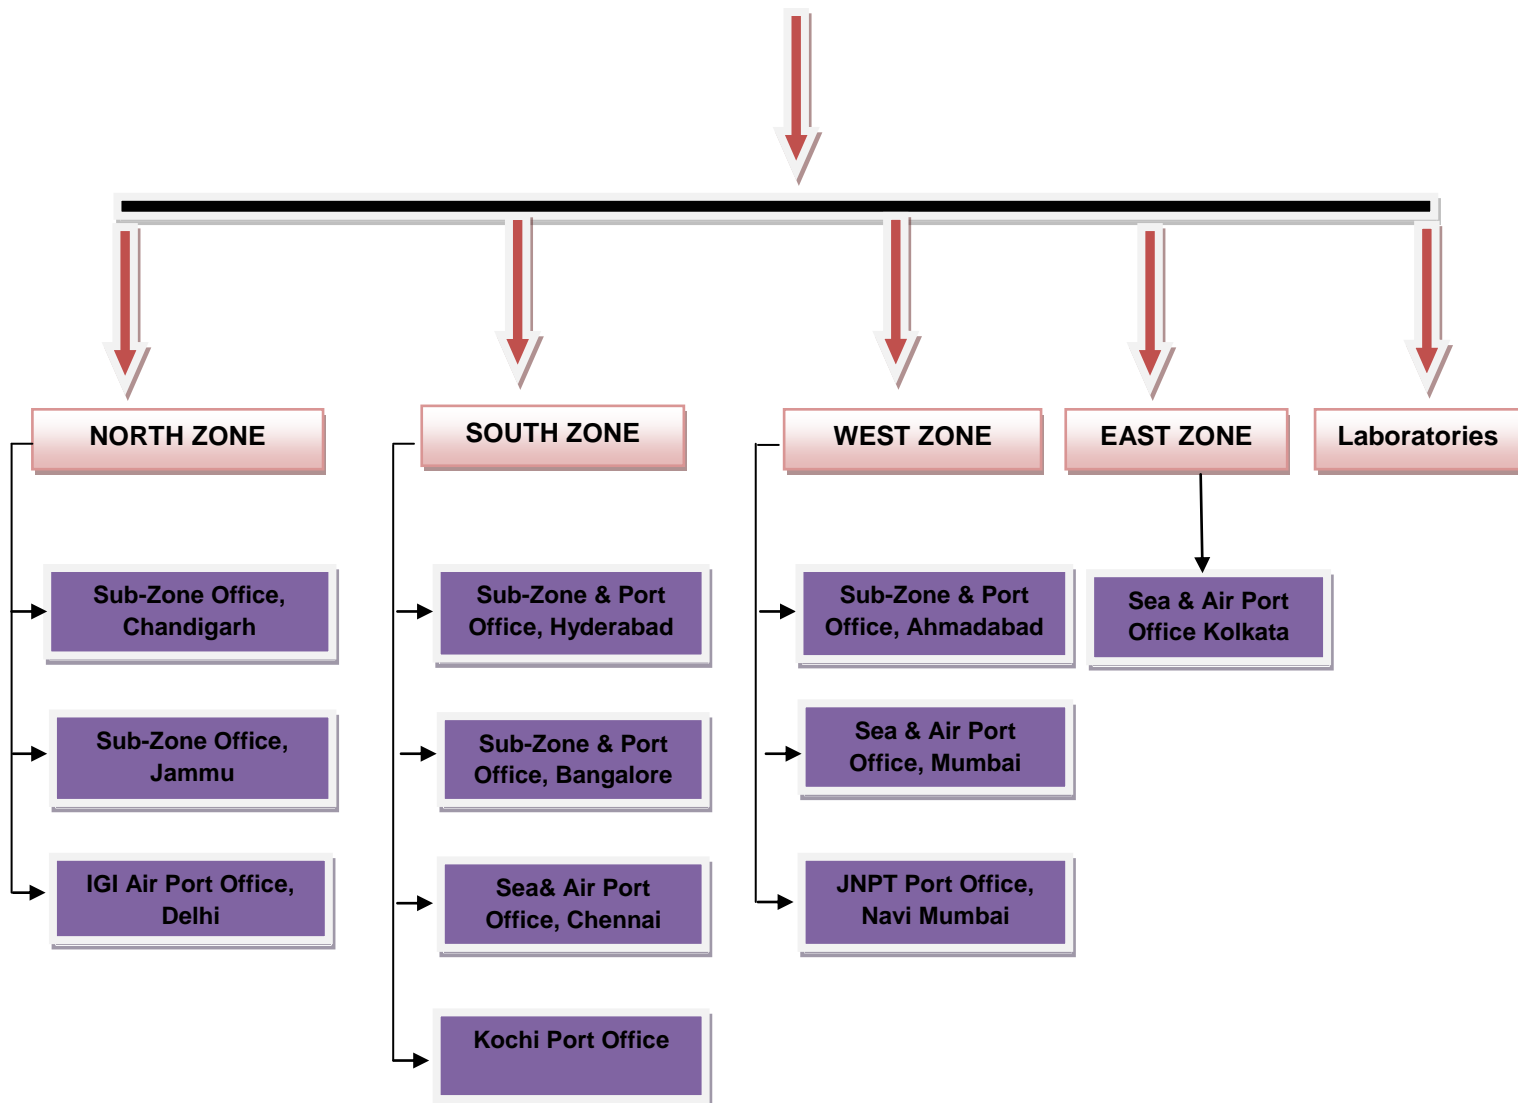 NORTH ZONE
SOUTH ZONE
WEST ZONE
EAST ZONE
Laboratories
Sub-Zone Office,
Chandigarh
Sub-Zone Office,
Jammu
IGI Air Port Office,
Delhi
Sub-Zone & Port
Office, Hyderabad
Sub-Zone & Port
Office, Bangalore
Sea& Air Port
Office, Chennai
Kochi Port Office
Sub-Zone & Port
Office, Ahmadabad
Sea & Air Port
Office, Mumbai
JNPT Port Office,
Navi Mumbai
Sea & Air Port
Office Kolkata